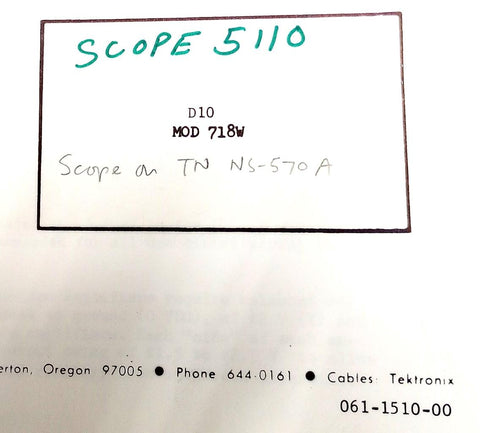 SCOPE 5110
D10
MOD 718W
Scope on TN NS-570A
erton, Oregon 97005 ● Phone 644-0161 ● Cables: Tektronix
061-1510-00